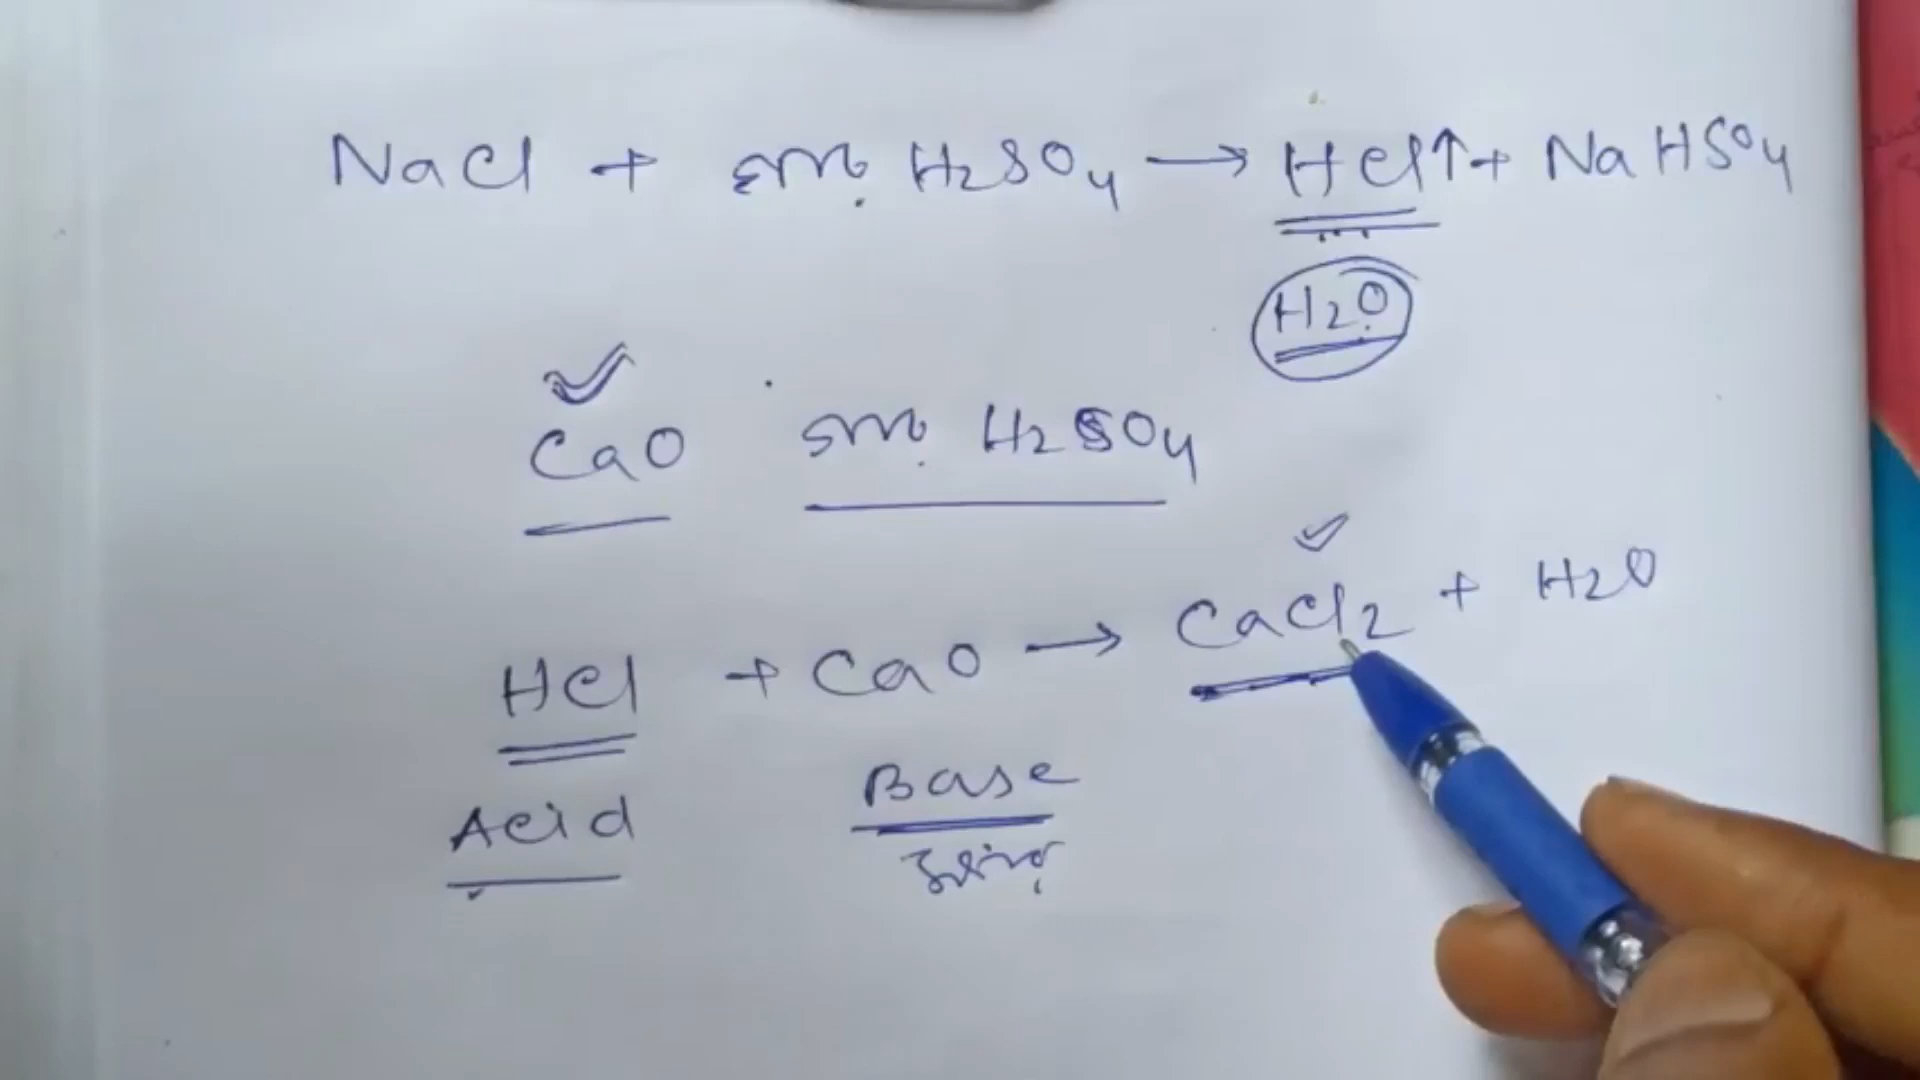 NaCl + গাঢ় H2SO4 → HCl↑ + NaHSO4
H2O
CaO গাঢ় H2SO4
HCl + CaO → CaCl2 + H2O
Acid Base